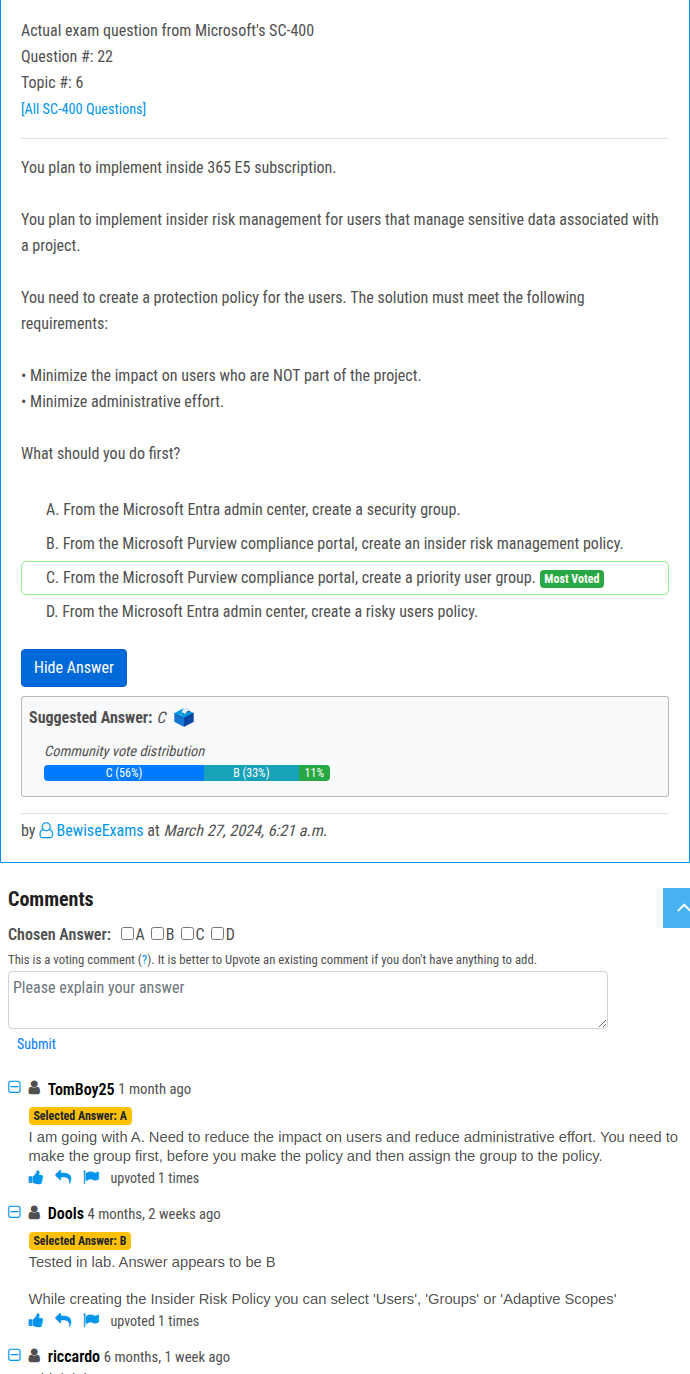 Actual exam question from Microsoft's SC-400
Question #: 22
Topic #: 6
[All SC-400 Questions]
You plan to implement inside 365 E5 subscription.
You plan to implement insider risk management for users that manage sensitive data associated with
a project.
You need to create a protection policy for the users. The solution must meet the following
requirements:
• Minimize the impact on users who are NOT part of the project.
• Minimize administrative effort.
What should you do first?
A. From the Microsoft Entra admin center, create a security group.
B. From the Microsoft Purview compliance portal, create an insider risk management policy.
C. From the Microsoft Purview compliance portal, create a priority user group. Most Voted
D. From the Microsoft Entra admin center, create a risky users policy.
Hide Answer
Suggested Answer: C
Community vote distribution
C (56%) B (33%) 11%
by BewiseExams at March 27, 2024, 6:21 a.m.
Comments
Chosen Answer: A B C D
This is a voting comment (?). It is better to Upvote an existing comment if you don't have anything to add.
Please explain your answer
Submit
TomBoy25 1 month ago
Selected Answer: A
I am going with A. Need to reduce the impact on users and reduce administrative effort. You need to
make the group first, before you make the policy and then assign the group to the policy.
upvoted 1 times
Dools 4 months, 2 weeks ago
Selected Answer: B
Tested in lab. Answer appears to be B
While creating the Insider Risk Policy you can select 'Users', 'Groups' or 'Adaptive Scopes'
upvoted 1 times
riccardo 6 months, 1 week ago